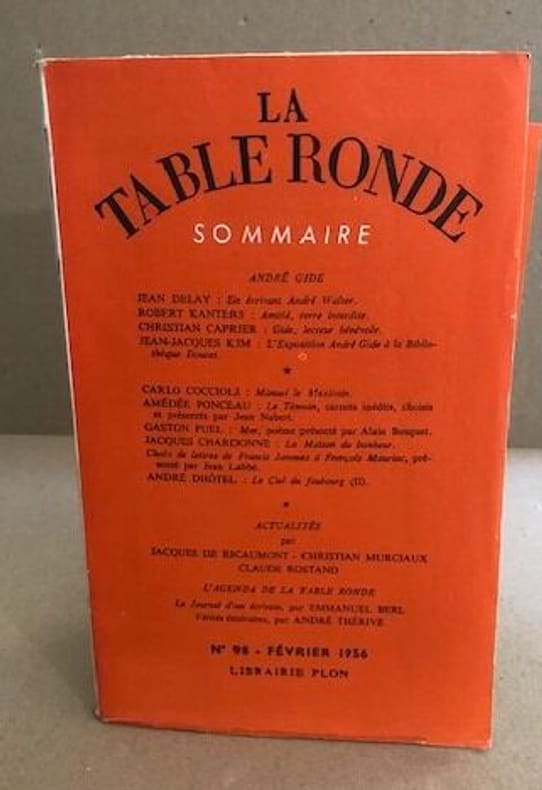 LA
TABLE RONDE
SOMMAIRE
ANDRÉ GIDE
JEAN DELAY : En écrivant André Walter.
ROBERT KANTERS : Amitié, terre interdite.
CHRISTIAN CAPRIER : Gide, lecteur bénévole.
JEAN-JACQUES KIM : L'Exposition André Gide à la Biblio-
thèque Doucet.
CARLO COCCIOLI : Manuel le Mexicain.
AMÉDÉE PONCEAU : Le Témoin, carnets inédits, choisis
et présentés par Jean Nabert.
GASTON PUEL : Mer, poème présenté par Alain Bosquet.
JACQUES CHARDONNE : La Maison du bonheur.
Choix de lettres de Francis Jammes à François Mauriac, pré-
senté par Jean Labbé.
ANDRÉ DHÔTEL : Le Ciel du faubourg (II).
ACTUALITÉS
par
JACQUES DE RICAUMONT - CHRISTIAN MURCIAUX
CLAUDE ROSTAND
L'AGENDA DE LA TABLE RONDE
Le Journal d'un écrivain, par EMMANUEL BERL
Vérités littéraires, par ANDRÉ THÉRIVE
N° 98 - FÉVRIER 1956
LIBRAIRIE PLON